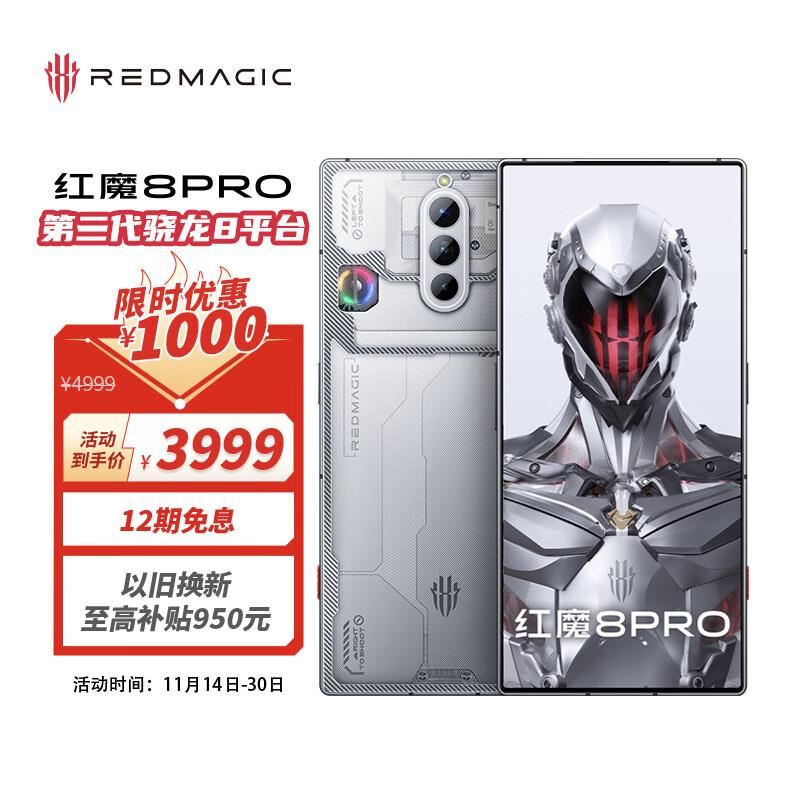 REDMAGIC
红魔8PRO
第二代骁龙8平台
限时优惠
¥1000
¥4999
活动
到手价
¥3999
12期免息
以旧换新
至高补贴950元
活动时间：11月14日-30日
LEFT
TO SHOOT
REDMAGIC
RIGHT
TO SHOOT
红魔8PRO